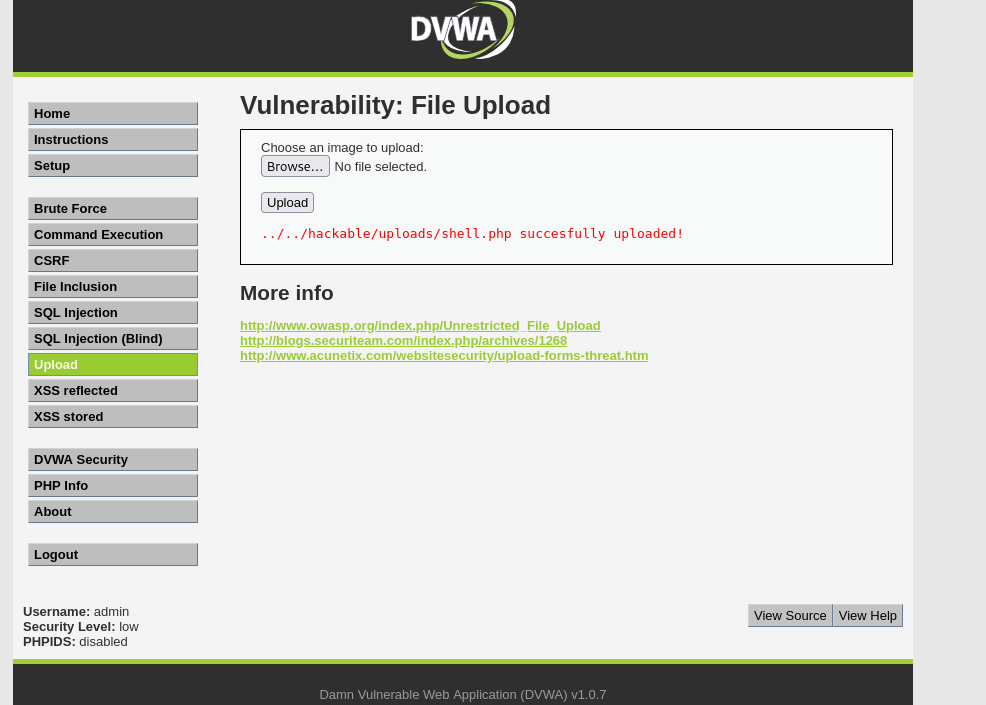 DVWA
Home
Instructions
Setup
Brute Force
Command Execution
CSRF
File Inclusion
SQL Injection
SQL Injection (Blind)
Upload
XSS reflected
XSS stored
DVWA Security
PHP Info
About
Logout
Vulnerability: File Upload
Choose an image to upload:
Browse... No file selected.
Upload
../../hackable/uploads/shell.php succesfully uploaded!
More info
http://www.owasp.org/index.php/Unrestricted_File_Upload
http://blogs.securiteam.com/index.php/archives/1268
http://www.acunetix.com/websitesecurity/upload-forms-threat.htm
Username: admin
Security Level: low
PHPIDS: disabled
View Source View Help
Damn Vulnerable Web Application (DVWA) v1.0.7